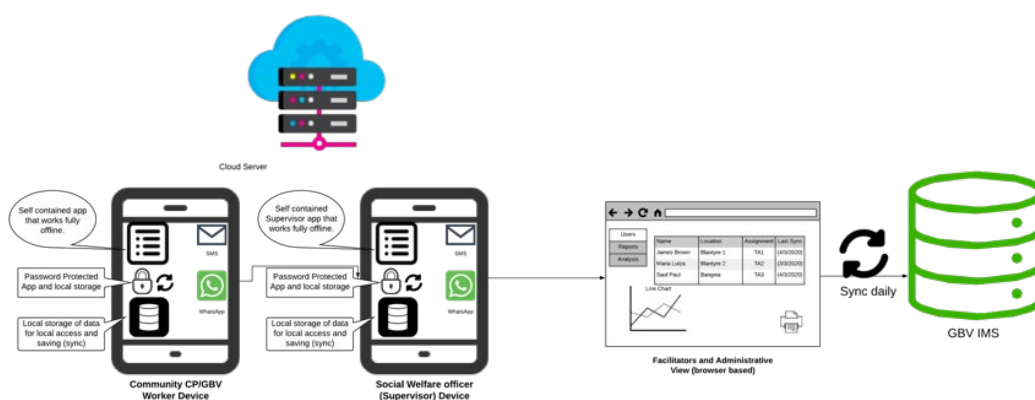 Cloud Server
Self contained app
that works fully
offline.
Password Protected
App and local storage
Local storage of data
for local access and
saving (sync)
SMS
WhatsApp
Community CP/GBV
Worker Device
Self contained
Supervisor app that
works fully offline.
Password Protected
App and local storage
Local storage of data
for local access and
saving (sync)
SMS
WhatsApp
Social Welfare officer
(Supervisor) Device
Users
Reports
Analysis
Name Location Assignment Last Sync
James Brown Blantyre 1 TA1 (4/3/2020)
Maria Luiza Blantyre 2 TA2 (3/3/2020)
Saul Paul Bangwa TA3 (4/3/2020)
Line Chart
Facilitators and Administrative
View (browser based)
Sync daily
GBV IMS